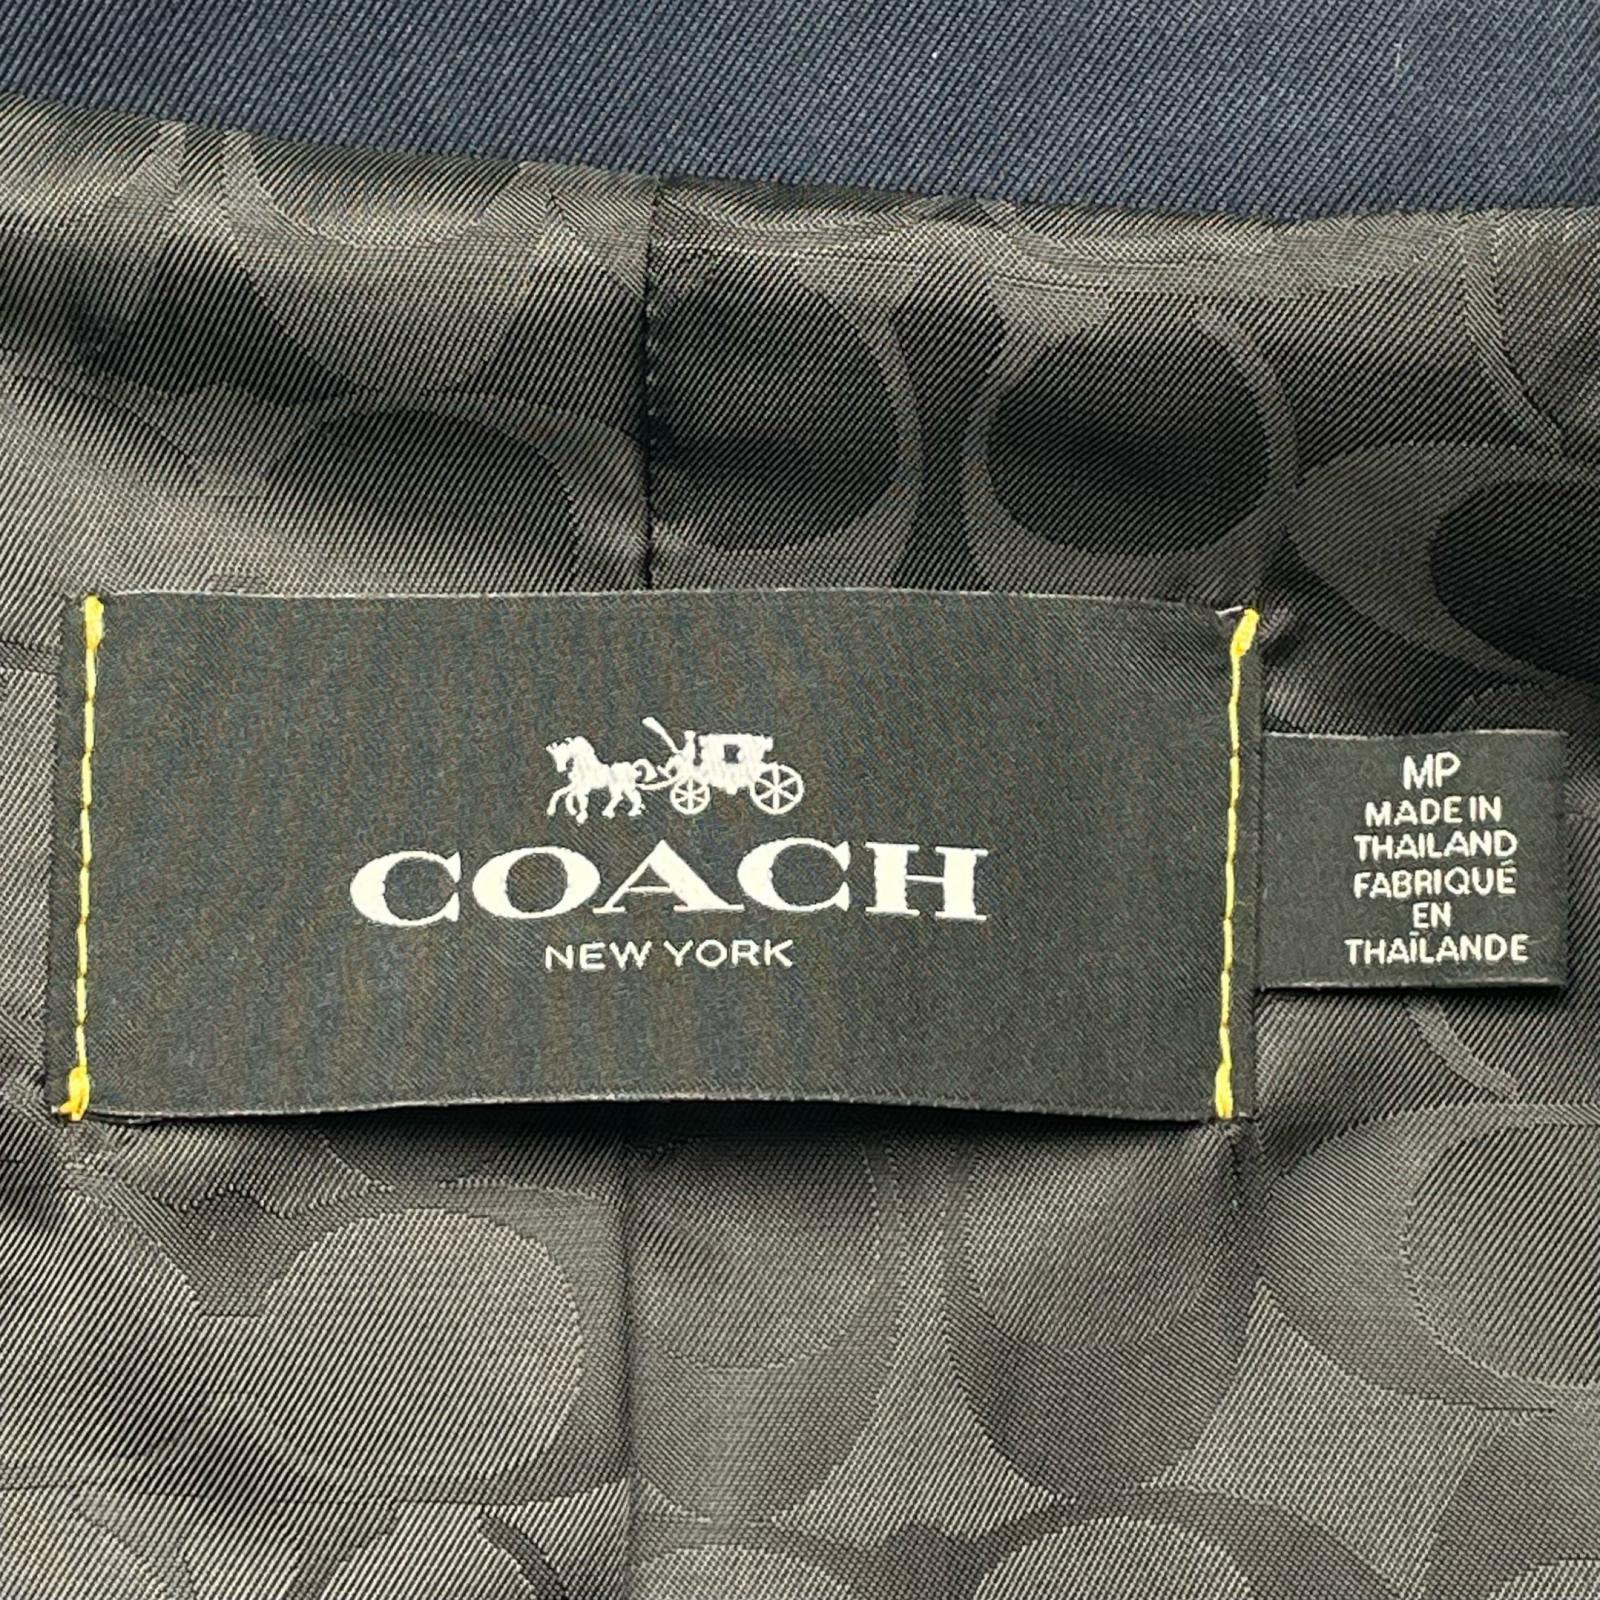 COACH
NEW YORK
MP
MADE IN
THAILAND
FABRIQUÉ
EN
THAÏLANDE